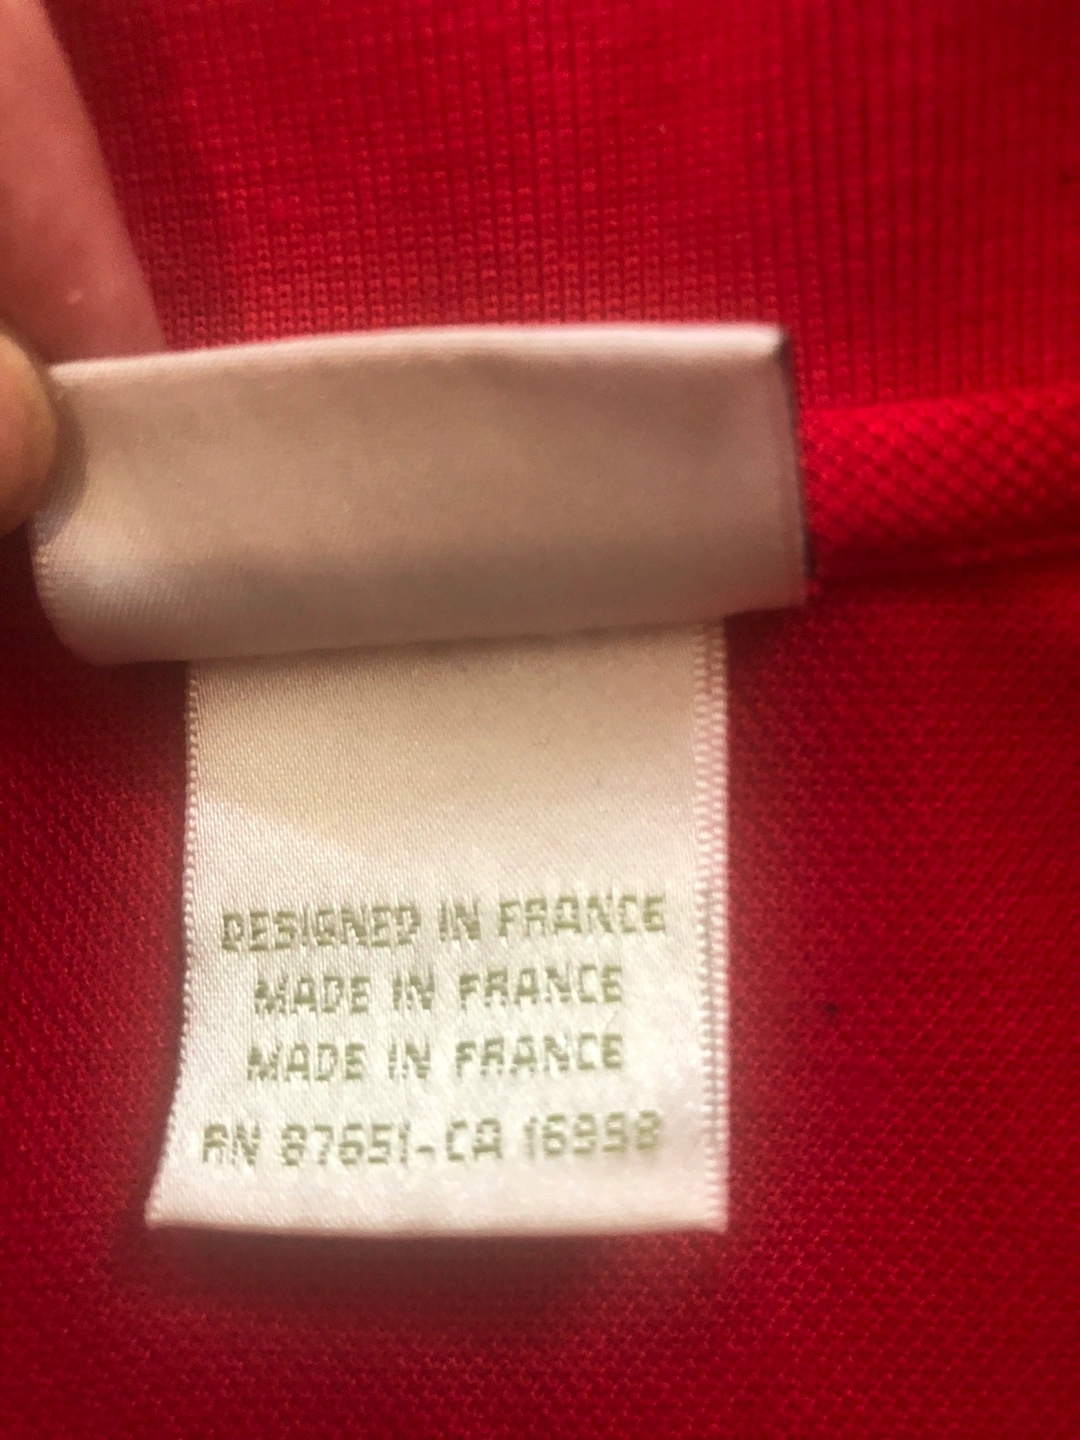 DESIGNED IN FRANCE
MADE IN FRANCE
MADE IN FRANCE
RN 87651-CA 16998